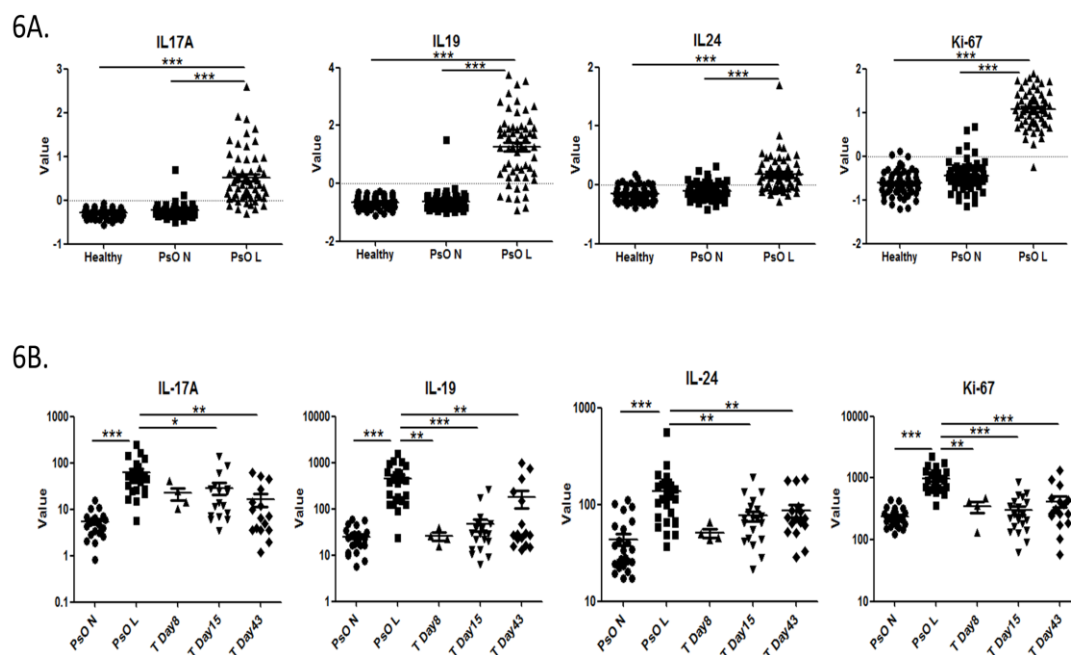 6A.
IL17A
***
***
Value
3
2
1
0
-1
Healthy
PsO N
PsO L
IL19
***
***
Value
6
4
2
0
-2
Healthy
PsO N
PsO L
IL24
***
***
Value
2
1
0
-1
Healthy
PsO N
PsO L
Ki-67
***
***
Value
2
1
0
-1
-2
Healthy
PsO N
PsO L
6B.
IL-17A
**
*
***
Value
1000
100
10
1
0.1
PsO N
PsO L
T Day8
T Day15
T Day43
IL-19
**
***
***
**
Value
10000
1000
100
10
1
PsO N
PsO L
T Day8
T Day15
T Day43
IL-24
***
**
**
Value
1000
100
10
PsO N
PsO L
T Day8
T Day15
T Day43
Ki-67
***
***
***
**
Value
10000
1000
100
10
PsO N
PsO L
T Day8
T Day15
T Day43